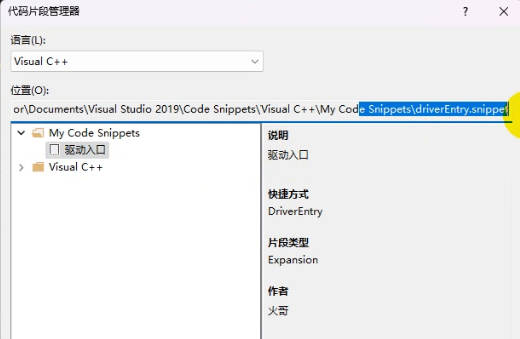 代码片段管理器
语言(L):
Visual C++
位置(O):
or\Documents\Visual Studio 2019\Code Snippets\Visual C++\My Code Snippets\driverEntry.snippet
My Code Snippets
驱动入口
Visual C++
说明
驱动入口
快捷方式
DriverEntry
片段类型
Expansion
作者
火哥